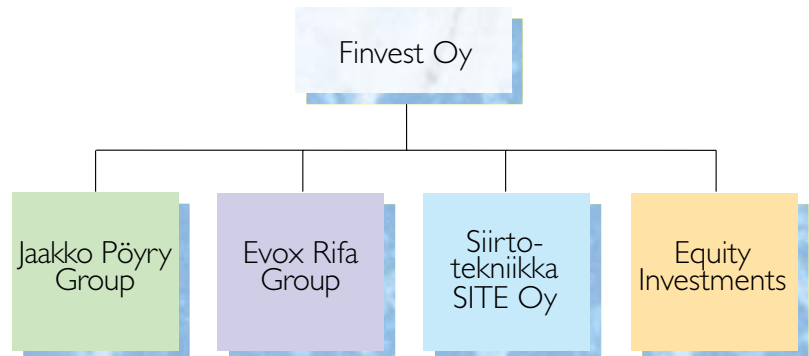 Finvest Oy
Jaakko Pöyry
Group
Evox Rifa
Group
Siirto-
tekniikka
SITE Oy
Equity
Investments